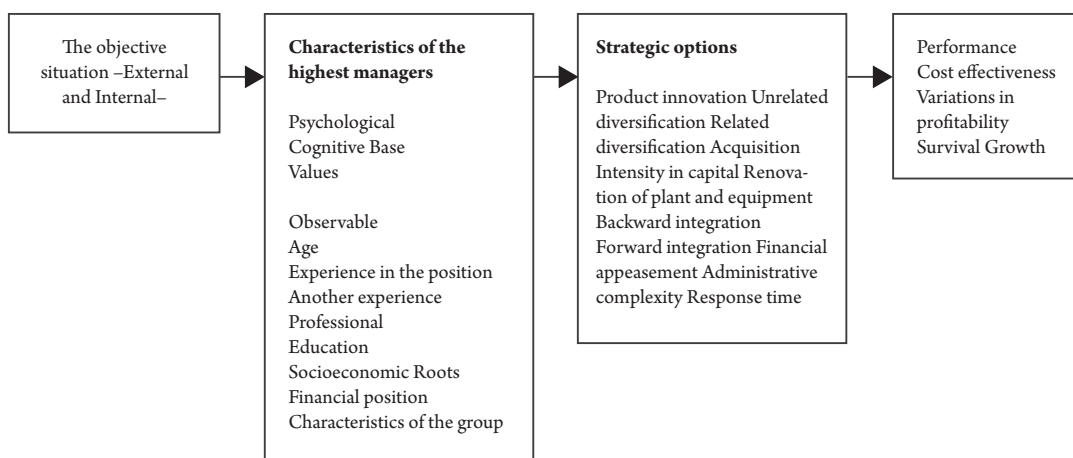 The objective
situation –External
and Internal–
Characteristics of the
highest managers
Psychological
Cognitive Base
Values
Observable
Age
Experience in the position
Another experience
Professional
Education
Socioeconomic Roots
Financial position
Characteristics of the group
Strategic options
Product innovation Unrelated
diversification Related
diversification Acquisition
Intensity in capital Renova-
tion of plant and equipment
Backward integration
Forward integration Financial
appeasement Administrative
complexity Response time
Performance
Cost effectiveness
Variations in
profitability
Survival Growth